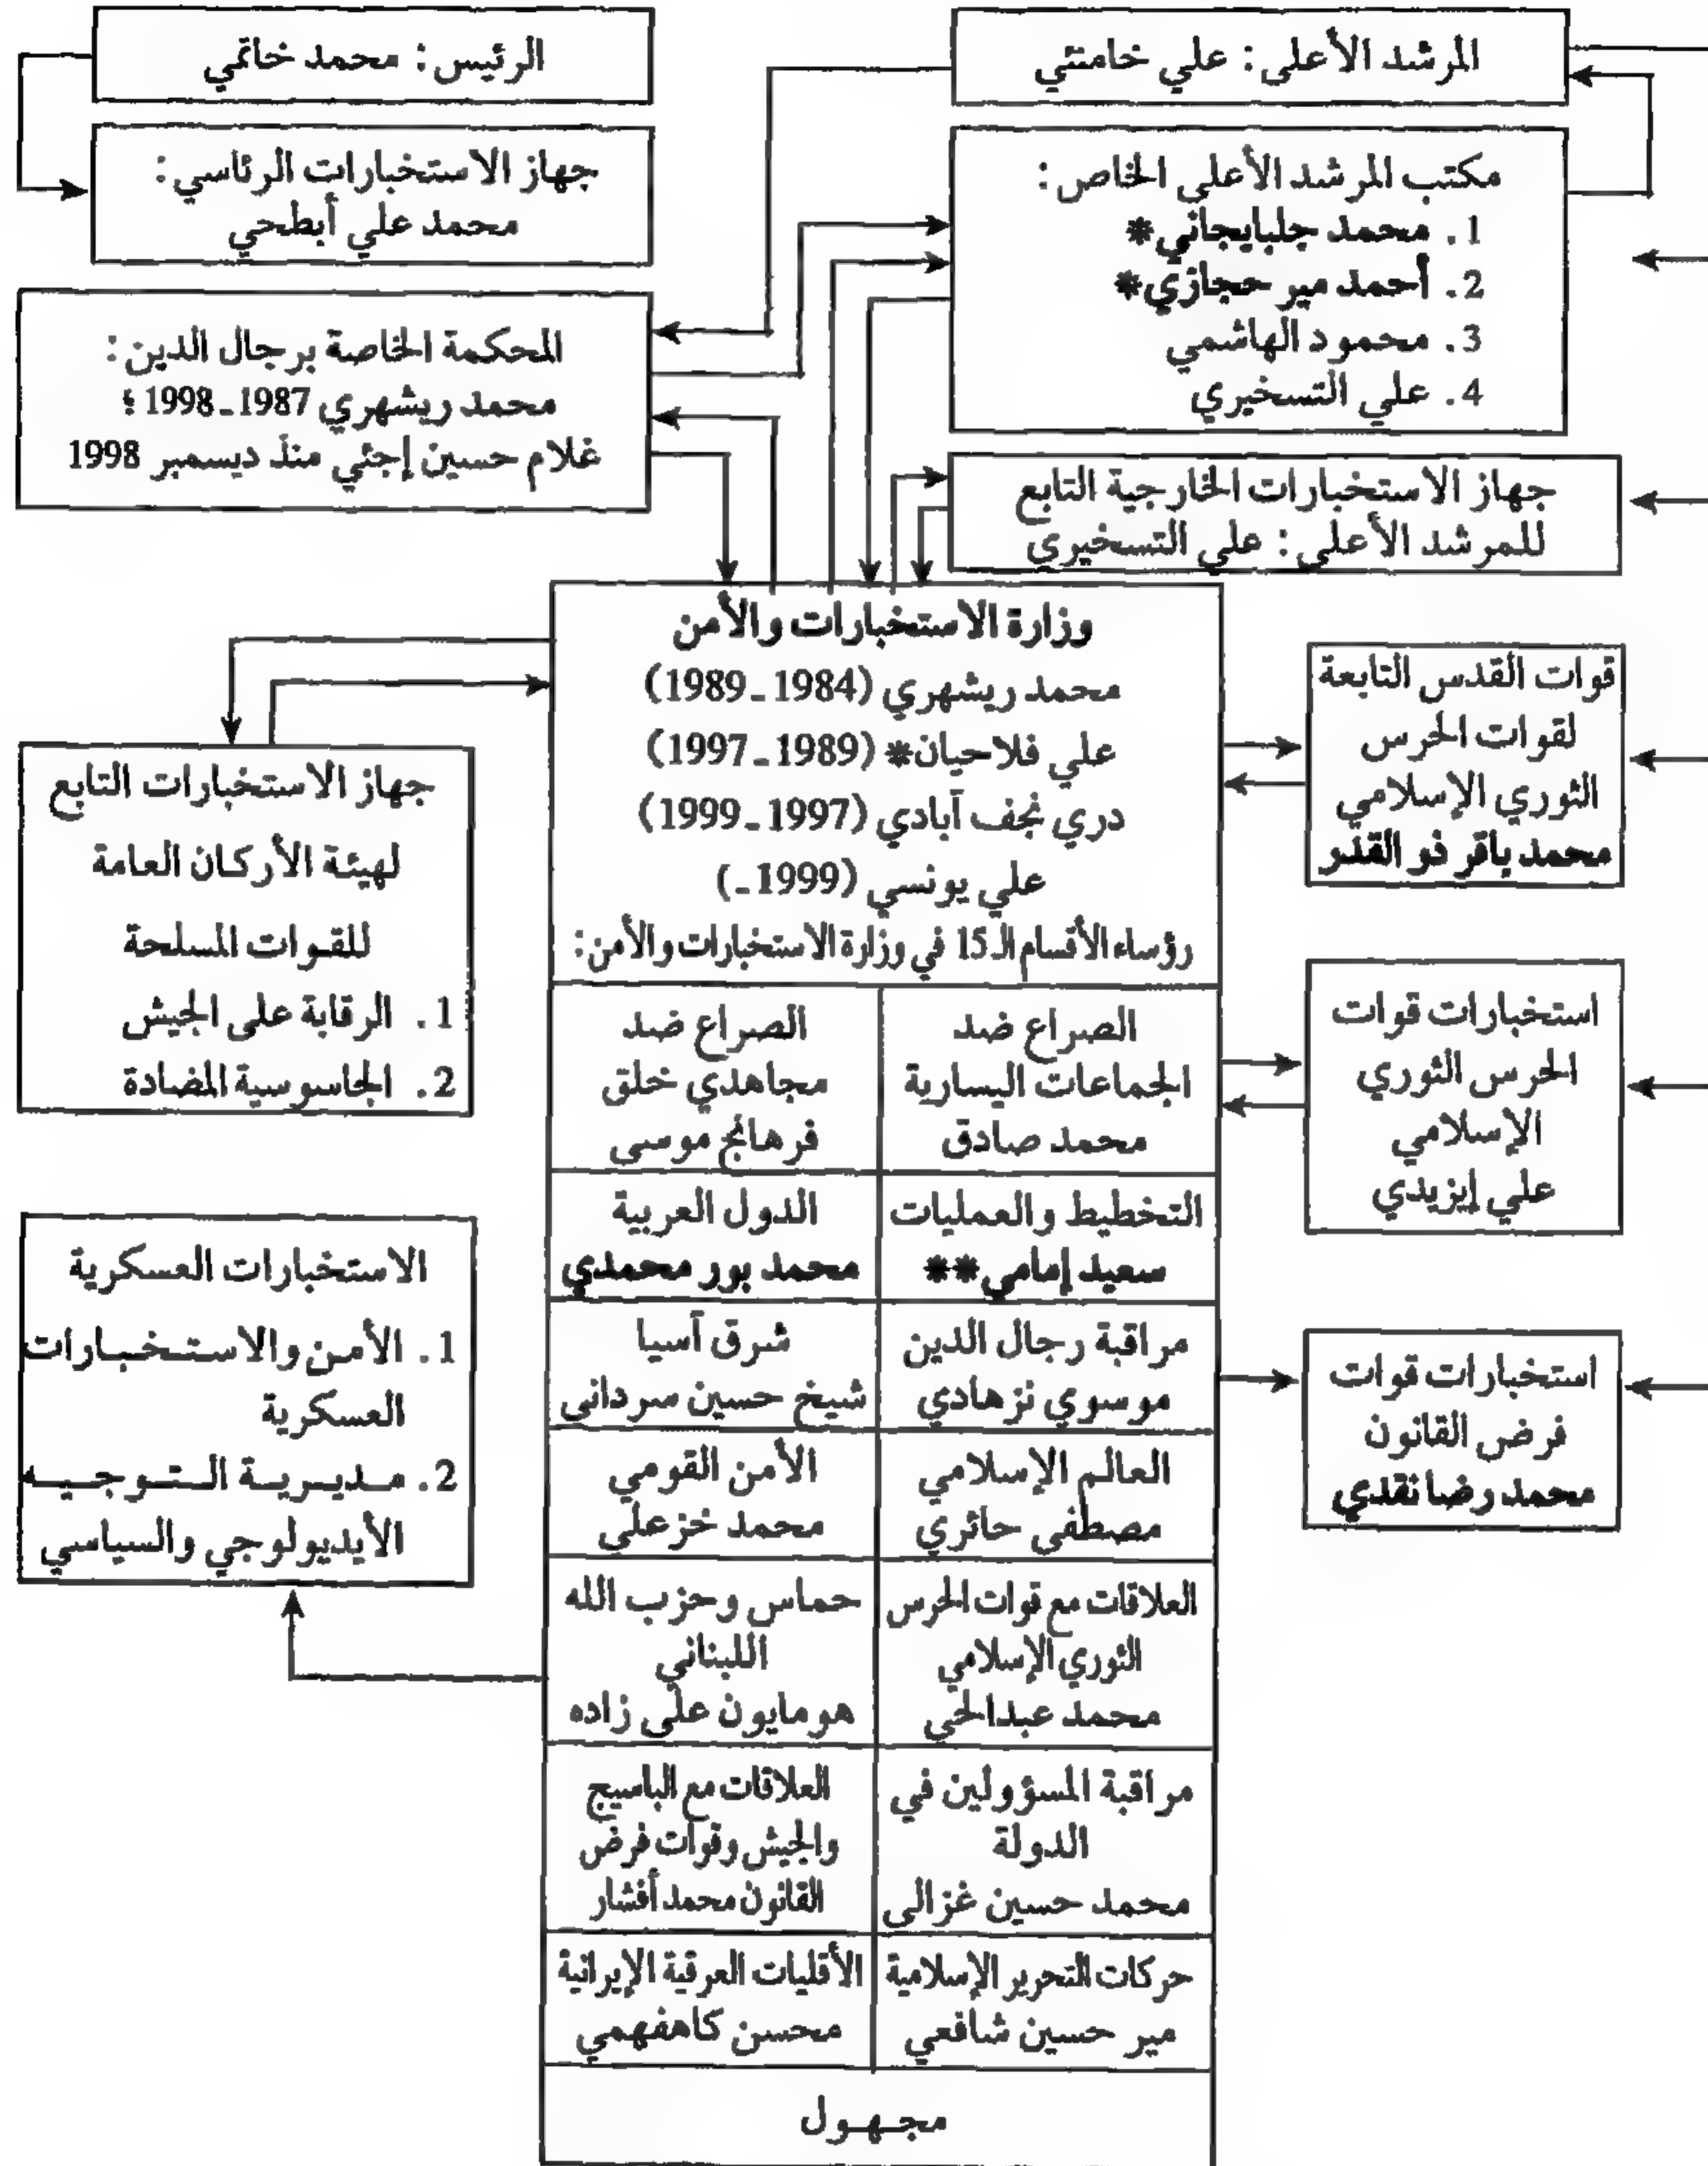 المرشد الأعلى: علي خامنئي
الرئيس: محمد خاتمي
مكتب المرشد الأعلى الخاص:
1. محمد جلبايجاني*
2. أحمد مير حجازي*
3. محمود الهاشمي
4. علي التسخيري
جهاز الاستخبارات الرئاسي:
محمد علي أبطحي
المحكمة الخاصة برجال الدين:
محمد ريشهري 1987-1998؛
غلام حسين إجئي منذ ديسمبر 1998
جهاز الاستخبارات الخارجية التابع
للمرشد الأعلى: علي التسخيري
وزارة الاستخبارات والأمن
محمد ريشهري (1984-1989)
علي فلاحيان* (1989-1997)
دري نجف آبادي (1997-1999)
علي يونسي (1999-)
رؤساء الأقسام الـ15 في وزارة الاستخبارات والأمن:
قوات القدس التابعة
لقوات الحرس
الثوري الإسلامي
محمد باقر ذو القدر
جهاز الاستخبارات التابع
لهيئة الأركان العامة
للقوات المسلحة
1. الرقابة على الجيش
2. الجاسوسية المضادة
استخبارات قوات
الحرس الثوري
الإسلامي
علي إيزيدي
استخبارات قوات
فرض القانون
محمد رضا نقدي
الاستخبارات العسكرية
1. الأمن والاستخبارات
العسكرية
2. مديرية التوجيه
الأيديولوجي والسياسي
الصراع ضد
الجماعات اليسارية
محمد صادق
الصراع ضد
مجاهدي خلق
فرهانج موسى
التخطيط والعمليات
سعيد إمامي**
الدول العربية
محمد بور محمدي
مراقبة رجال الدين
موسوي نزهادي
شرق آسيا
شيخ حسين سرداني
العالم الإسلامي
مصطفى حائري
الأمن القومي
محمد خزعلي
العلاقات مع قوات الحرس
الثوري الإسلامي
محمد عبدالحي
حماس وحزب الله
اللبناني
هومايون علي زاده
مراقبة المسؤولين في
الدولة
محمد حسين غزالي
العلاقات مع الباسيج
والجيش وقوات فرض
القانون محمد أفشار
حركات التحرير الإسلامية
مير حسين شافعي
الأقليات العرقية الإيرانية
محسن كاهفهمي
مجهول